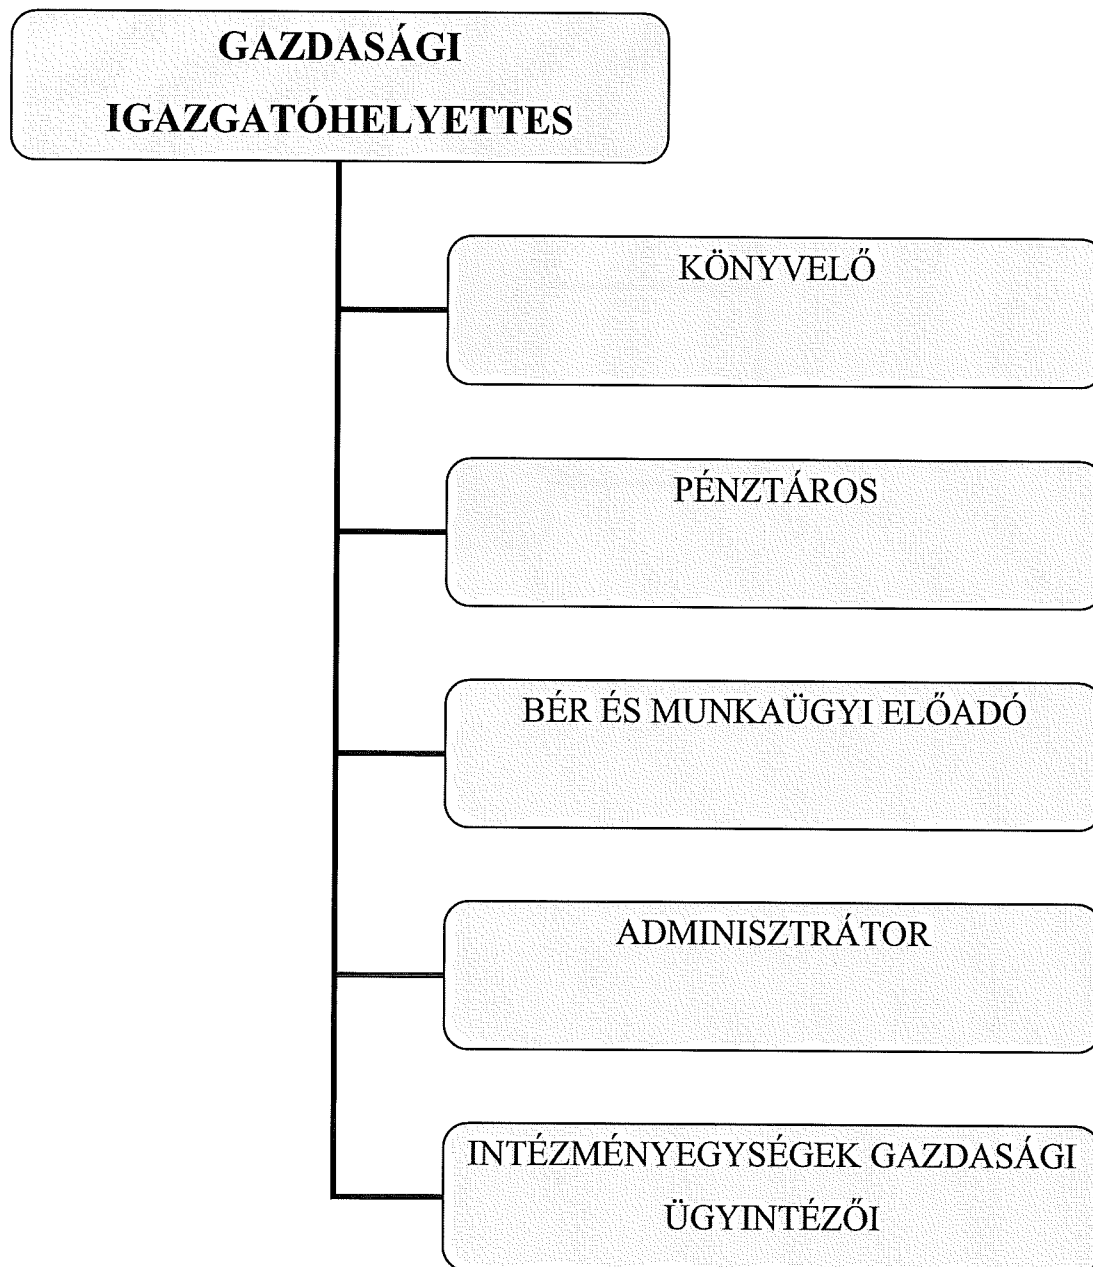 GAZDASÁGI
IGAZGATÓHELYETTES
KÖNYVELŐ
PÉNZTÁROS
BÉR ÉS MUNKAÜGYI ELŐADÓ
ADMINISZTRÁTOR
INTÉZMÉNYEGYSÉGEK GAZDASÁGI
ÜGYINTÉZŐI